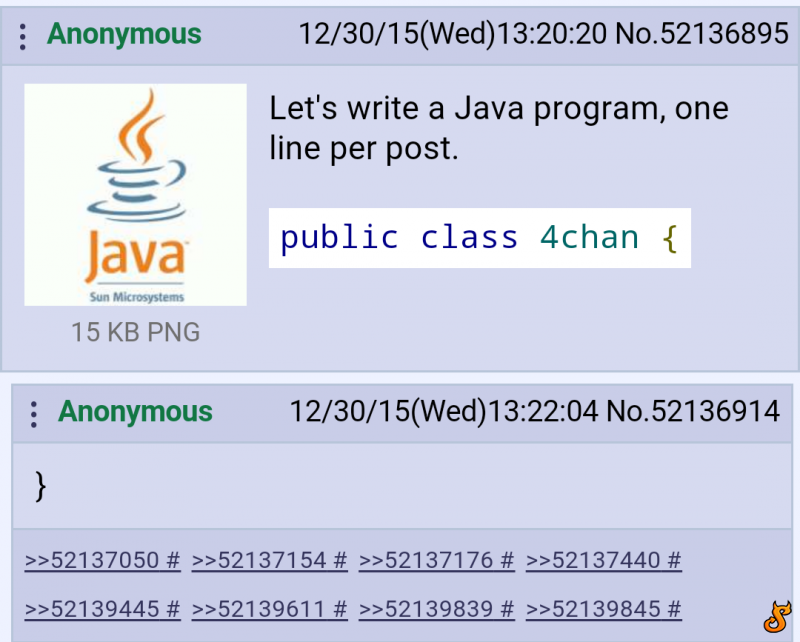 Anonymous 12/30/15(Wed)13:20:20 No.52136895
Let's write a Java program, one
line per post.
public class 4chan {
Java
Sun Microsystems
15 KB PNG
Anonymous 12/30/15(Wed)13:22:04 No.52136914
}
>>52137050 # >>52137154 # >>52137176 # >>52137440 #
>>52139445 # >>52139611 # >>52139839 # >>52139845 #